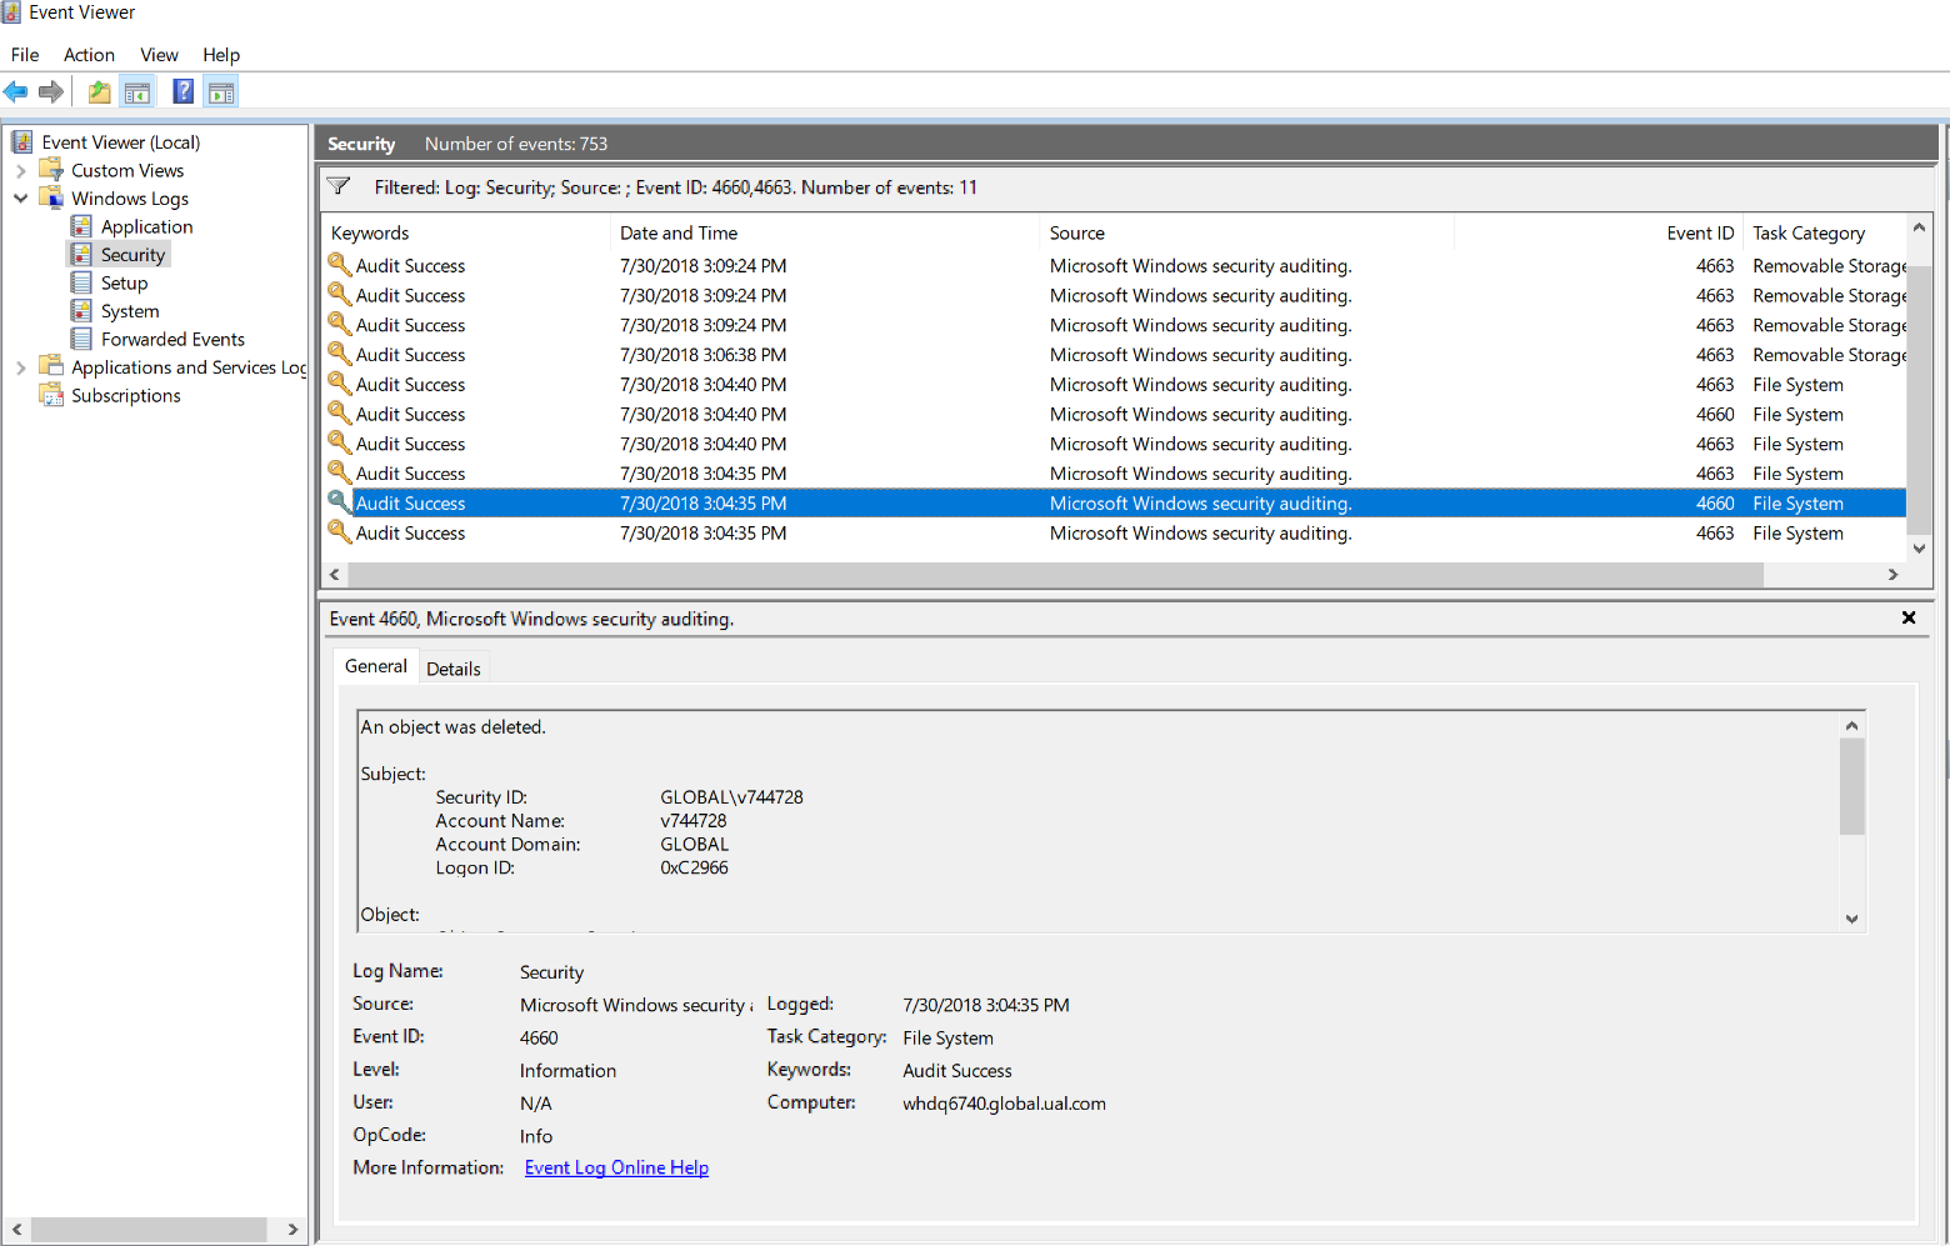 Event Viewer
File Action View Help
Event Viewer (Local)
Custom Views
Windows Logs
Application
Security
Setup
System
Forwarded Events
Applications and Services Log
Subscriptions
Security Number of events: 753
Filtered: Log: Security; Source: ; Event ID: 4660,4663. Number of events: 11
Keywords Date and Time Source Event ID Task Category
Audit Success 7/30/2018 3:09:24 PM Microsoft Windows security auditing. 4663 Removable Storage
Audit Success 7/30/2018 3:09:24 PM Microsoft Windows security auditing. 4663 Removable Storage
Audit Success 7/30/2018 3:09:24 PM Microsoft Windows security auditing. 4663 Removable Storage
Audit Success 7/30/2018 3:06:38 PM Microsoft Windows security auditing. 4663 Removable Storage
Audit Success 7/30/2018 3:04:40 PM Microsoft Windows security auditing. 4663 File System
Audit Success 7/30/2018 3:04:40 PM Microsoft Windows security auditing. 4660 File System
Audit Success 7/30/2018 3:04:40 PM Microsoft Windows security auditing. 4663 File System
Audit Success 7/30/2018 3:04:35 PM Microsoft Windows security auditing. 4663 File System
Audit Success 7/30/2018 3:04:35 PM Microsoft Windows security auditing. 4660 File System
Audit Success 7/30/2018 3:04:35 PM Microsoft Windows security auditing. 4663 File System
Event 4660, Microsoft Windows security auditing.
General Details
An object was deleted.
Subject:
Security ID: GLOBAL\v744728
Account Name: v744728
Account Domain: GLOBAL
Logon ID: 0xC2966
Object:
Log Name: Security
Source: Microsoft Windows security Logged: 7/30/2018 3:04:35 PM
Event ID: 4660 Task Category: File System
Level: Information Keywords: Audit Success
User: N/A Computer: whdq6740.global.ual.com
OpCode: Info
More Information: Event Log Online Help